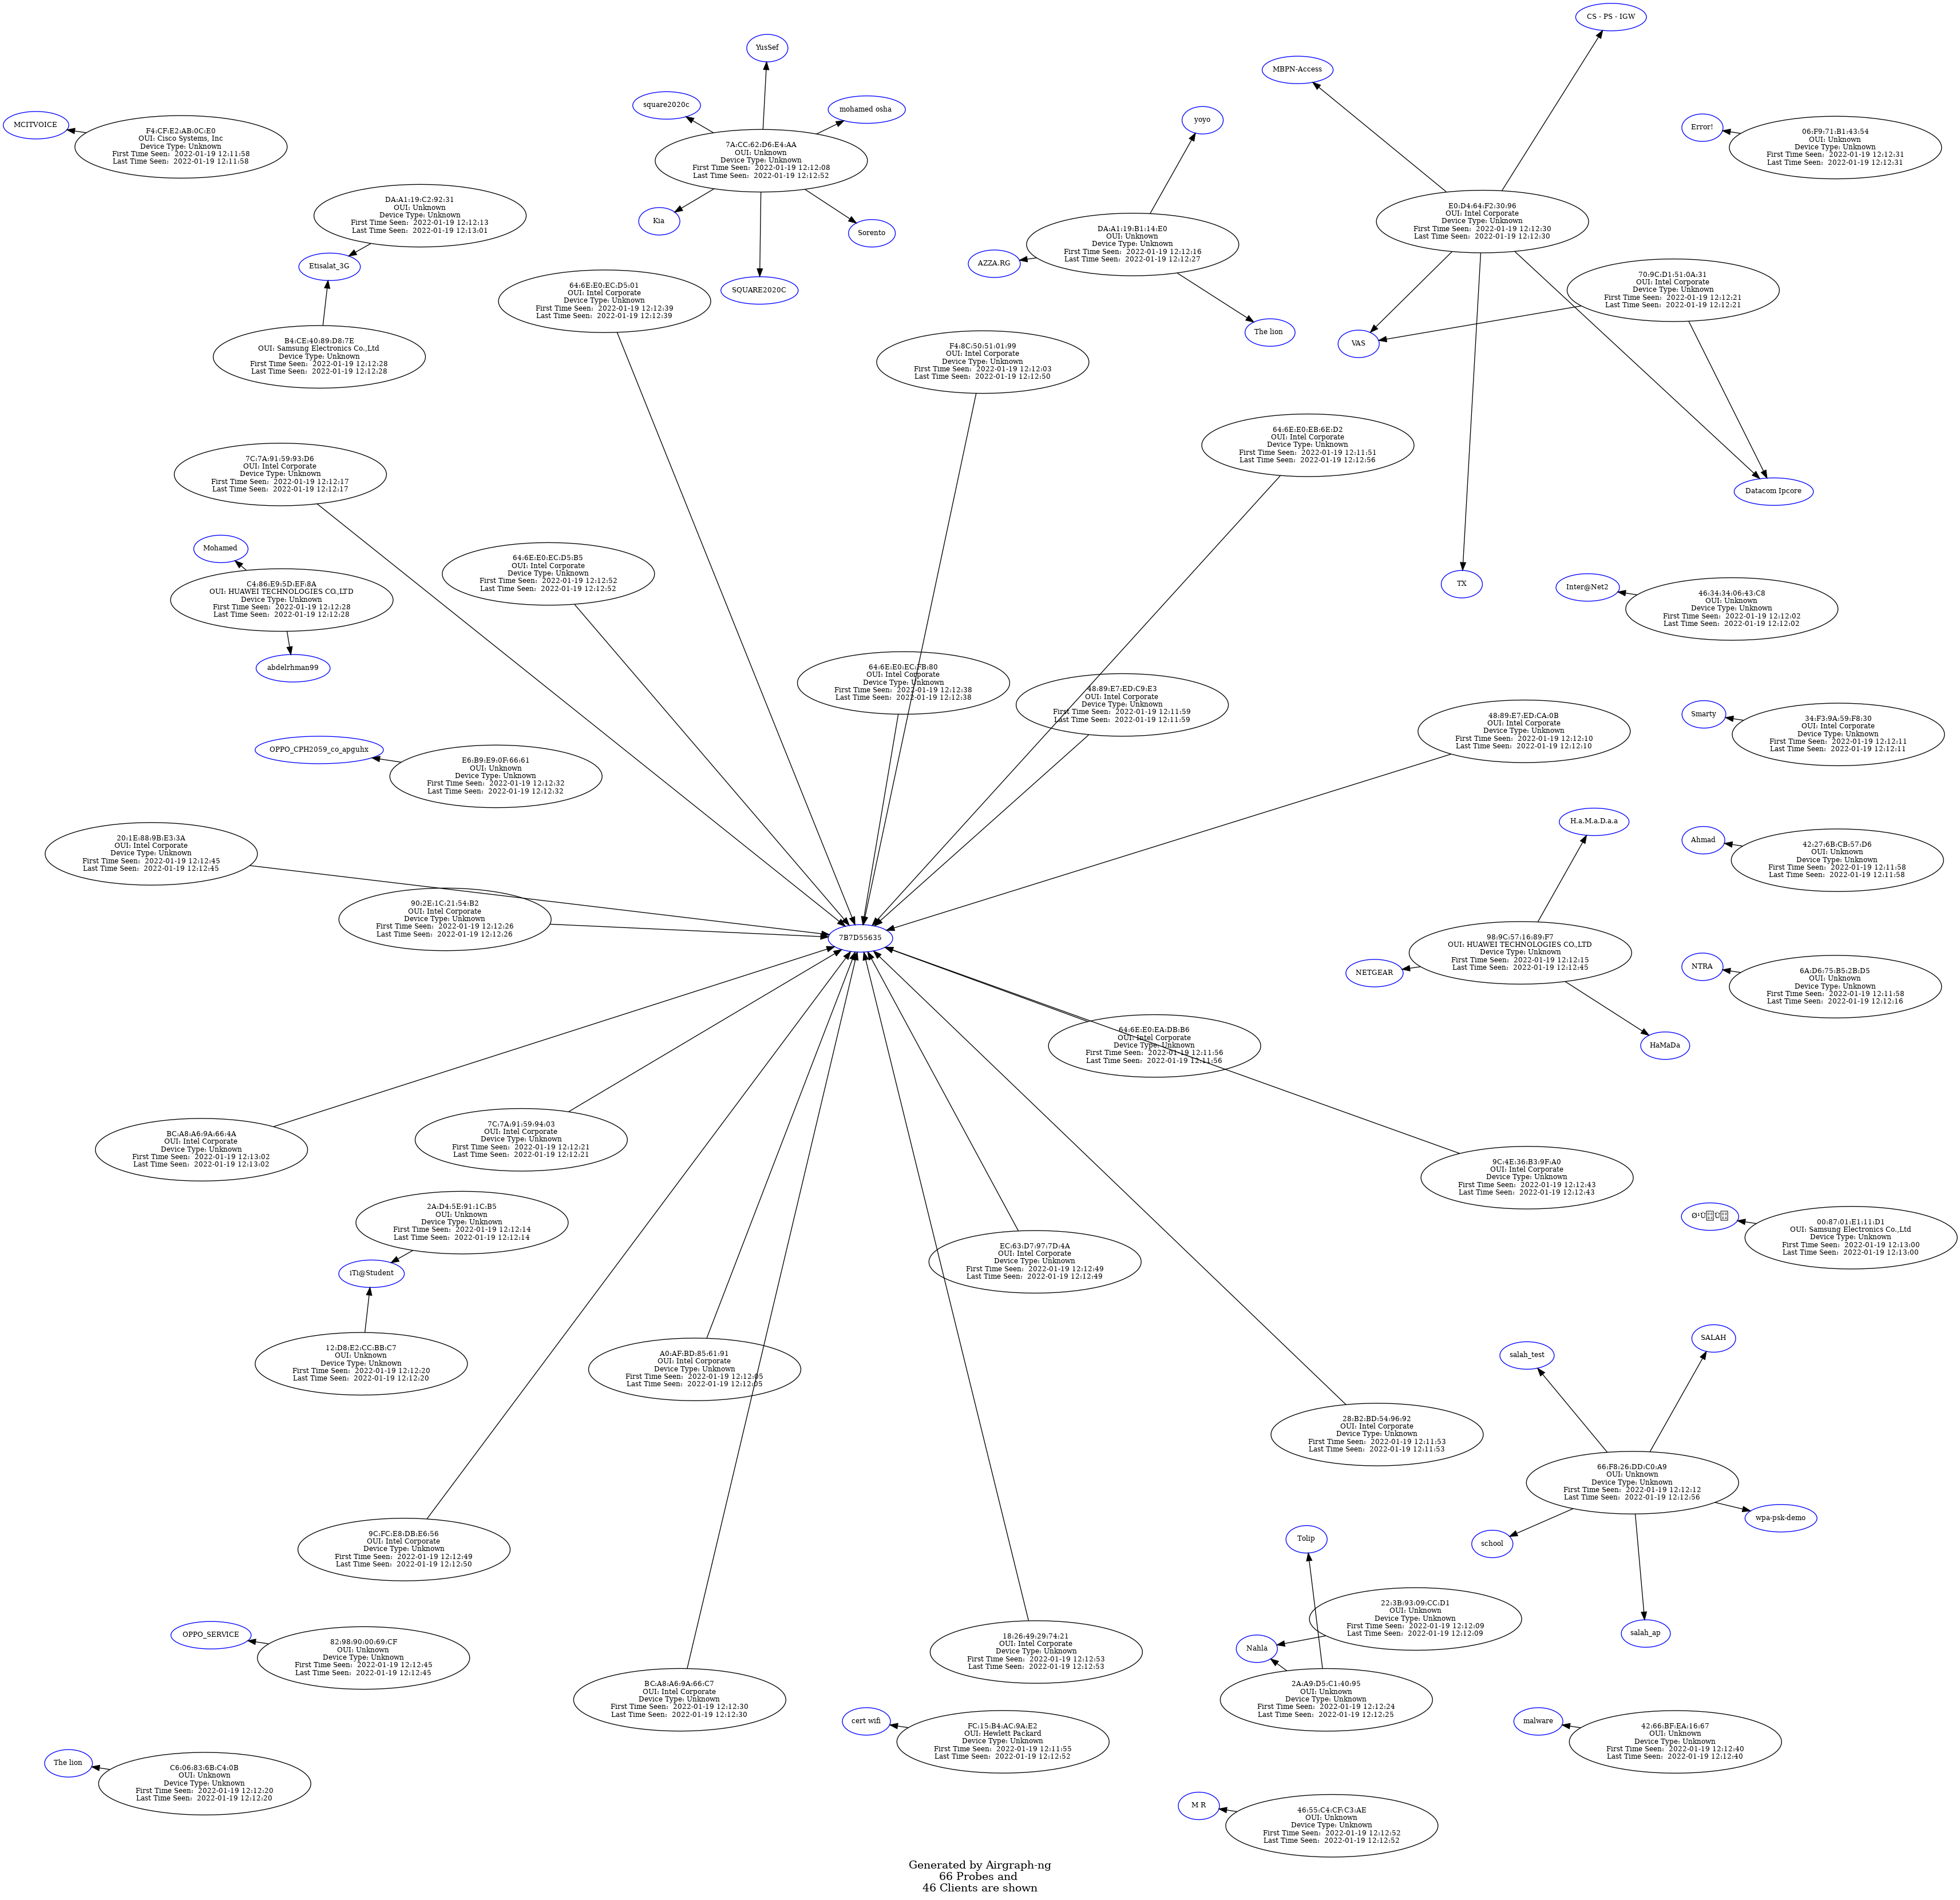 CS - PS - IGW
YusSef
MBPN-Access
square2020c
mohamed osha
MCITVOICE
F4:CF:E2:AB:0C:E0
OUI: Cisco Systems, Inc
Device Type: Unknown
First Time Seen: 2022-01-19 12:11:58
Last Time Seen: 2022-01-19 12:11:58
yoyo
Error!
06:F9:71:B1:43:54
OUI: Unknown
Device Type: Unknown
First Time Seen: 2022-01-19 12:12:31
Last Time Seen: 2022-01-19 12:12:31
7A:CC:62:D6:E4:AA
OUI: Unknown
Device Type: Unknown
First Time Seen: 2022-01-19 12:12:08
Last Time Seen: 2022-01-19 12:12:52
DA:A1:19:C2:92:31
OUI: Unknown
Device Type: Unknown
First Time Seen: 2022-01-19 12:12:13
Last Time Seen: 2022-01-19 12:13:01
Kia
Sorento
DA:A1:19:B1:14:E0
OUI: Unknown
Device Type: Unknown
First Time Seen: 2022-01-19 12:12:16
Last Time Seen: 2022-01-19 12:12:27
E0:D4:64:F2:30:96
OUI: Intel Corporate
Device Type: Unknown
First Time Seen: 2022-01-19 12:12:30
Last Time Seen: 2022-01-19 12:12:30
Etisalat_3G
AZZA.RG
SQUARE2020C
64:6E:E0:EC:D5:01
OUI: Intel Corporate
Device Type: Unknown
First Time Seen: 2022-01-19 12:12:39
Last Time Seen: 2022-01-19 12:12:39
70:9C:D1:51:0A:31
OUI: Intel Corporate
Device Type: Unknown
First Time Seen: 2022-01-19 12:12:21
Last Time Seen: 2022-01-19 12:12:21
The lion
VAS
B4:CE:40:89:D8:7E
OUI: Samsung Electronics Co.,Ltd
Device Type: Unknown
First Time Seen: 2022-01-19 12:12:28
Last Time Seen: 2022-01-19 12:12:28
F4:8C:50:51:01:99
OUI: Intel Corporate
Device Type: Unknown
First Time Seen: 2022-01-19 12:12:03
Last Time Seen: 2022-01-19 12:12:50
64:6E:E0:EB:6E:D2
OUI: Intel Corporate
Device Type: Unknown
First Time Seen: 2022-01-19 12:11:51
Last Time Seen: 2022-01-19 12:12:56
7C:7A:91:59:93:D6
OUI: Intel Corporate
Device Type: Unknown
First Time Seen: 2022-01-19 12:12:17
Last Time Seen: 2022-01-19 12:12:17
Datacom Ipcore
Mohamed
64:6E:E0:EC:D5:B5
OUI: Intel Corporate
Device Type: Unknown
First Time Seen: 2022-01-19 12:12:52
Last Time Seen: 2022-01-19 12:12:52
TX
Inter@Net2
46:34:34:06:43:C8
OUI: Unknown
Device Type: Unknown
First Time Seen: 2022-01-19 12:12:02
Last Time Seen: 2022-01-19 12:12:02
C4:86:E9:5D:EF:8A
OUI: HUAWEI TECHNOLOGIES CO.,LTD
Device Type: Unknown
First Time Seen: 2022-01-19 12:12:28
Last Time Seen: 2022-01-19 12:12:28
abdelrhman99
64:6E:E0:EC:FB:80
OUI: Intel Corporate
Device Type: Unknown
First Time Seen: 2022-01-19 12:12:38
Last Time Seen: 2022-01-19 12:12:38
48:89:E7:ED:C9:E3
OUI: Intel Corporate
Device Type: Unknown
First Time Seen: 2022-01-19 12:11:59
Last Time Seen: 2022-01-19 12:11:59
48:89:E7:ED:CA:0B
OUI: Intel Corporate
Device Type: Unknown
First Time Seen: 2022-01-19 12:12:10
Last Time Seen: 2022-01-19 12:12:10
Smarty
34:F3:9A:59:F8:30
OUI: Intel Corporate
Device Type: Unknown
First Time Seen: 2022-01-19 12:12:11
Last Time Seen: 2022-01-19 12:12:11
OPPO_CPH2059_co_apguhx
E6:B9:E9:0F:66:61
OUI: Unknown
Device Type: Unknown
First Time Seen: 2022-01-19 12:12:32
Last Time Seen: 2022-01-19 12:12:32
H.a.M.a.D.a.a
20:1E:88:9B:E3:3A
OUI: Intel Corporate
Device Type: Unknown
First Time Seen: 2022-01-19 12:12:45
Last Time Seen: 2022-01-19 12:12:45
Ahmad
42:27:6B:CB:57:D6
OUI: Unknown
Device Type: Unknown
First Time Seen: 2022-01-19 12:11:58
Last Time Seen: 2022-01-19 12:11:58
90:2E:1C:21:54:B2
OUI: Intel Corporate
Device Type: Unknown
First Time Seen: 2022-01-19 12:12:26
Last Time Seen: 2022-01-19 12:12:26
7B7D55635
98:9C:57:16:89:F7
OUI: HUAWEI TECHNOLOGIES CO.,LTD
Device Type: Unknown
First Time Seen: 2022-01-19 12:12:15
Last Time Seen: 2022-01-19 12:12:45
NETGEAR
NTRA
6A:D6:75:B5:2B:D5
OUI: Unknown
Device Type: Unknown
First Time Seen: 2022-01-19 12:11:58
Last Time Seen: 2022-01-19 12:12:16
HaMaDa
64:6E:E0:EA:DB:B6
OUI: Intel Corporate
Device Type: Unknown
First Time Seen: 2022-01-19 12:11:56
Last Time Seen: 2022-01-19 12:11:56
BC:A8:A6:9A:66:4A
OUI: Intel Corporate
Device Type: Unknown
First Time Seen: 2022-01-19 12:13:02
Last Time Seen: 2022-01-19 12:13:02
7C:7A:91:59:94:03
OUI: Intel Corporate
Device Type: Unknown
First Time Seen: 2022-01-19 12:12:21
Last Time Seen: 2022-01-19 12:12:21
9C:4E:36:B3:9F:A0
OUI: Intel Corporate
Device Type: Unknown
First Time Seen: 2022-01-19 12:12:43
Last Time Seen: 2022-01-19 12:12:43
2A:D4:5E:91:1C:B5
OUI: Unknown
Device Type: Unknown
First Time Seen: 2022-01-19 12:12:14
Last Time Seen: 2022-01-19 12:12:14
00:87:01:E1:11:D1
OUI: Samsung Electronics Co.,Ltd
Device Type: Unknown
First Time Seen: 2022-01-19 12:13:00
Last Time Seen: 2022-01-19 12:13:00
iTi@Student
EC:63:D7:97:7D:4A
OUI: Intel Corporate
Device Type: Unknown
First Time Seen: 2022-01-19 12:12:49
Last Time Seen: 2022-01-19 12:12:49
12:D8:E2:CC:BB:C7
OUI: Unknown
Device Type: Unknown
First Time Seen: 2022-01-19 12:12:20
Last Time Seen: 2022-01-19 12:12:20
A0:AF:BD:85:61:91
OUI: Intel Corporate
Device Type: Unknown
First Time Seen: 2022-01-19 12:12:05
Last Time Seen: 2022-01-19 12:12:05
salah_test
SALAH
28:B2:BD:54:96:92
OUI: Intel Corporate
Device Type: Unknown
First Time Seen: 2022-01-19 12:11:53
Last Time Seen: 2022-01-19 12:11:53
66:F8:26:DD:C0:A9
OUI: Unknown
Device Type: Unknown
First Time Seen: 2022-01-19 12:12:12
Last Time Seen: 2022-01-19 12:12:56
wpa-psk-demo
school
9C:FC:E8:DB:E6:56
OUI: Intel Corporate
Device Type: Unknown
First Time Seen: 2022-01-19 12:12:49
Last Time Seen: 2022-01-19 12:12:50
Tolip
22:3B:93:09:CC:D1
OUI: Unknown
Device Type: Unknown
First Time Seen: 2022-01-19 12:12:09
Last Time Seen: 2022-01-19 12:12:09
salah_ap
OPPO_SERVICE
82:98:90:00:69:CF
OUI: Unknown
Device Type: Unknown
First Time Seen: 2022-01-19 12:12:45
Last Time Seen: 2022-01-19 12:12:45
Nahla
18:26:49:29:74:21
OUI: Intel Corporate
Device Type: Unknown
First Time Seen: 2022-01-19 12:12:53
Last Time Seen: 2022-01-19 12:12:53
BC:A8:A6:9A:66:C7
OUI: Intel Corporate
Device Type: Unknown
First Time Seen: 2022-01-19 12:12:30
Last Time Seen: 2022-01-19 12:12:30
2A:A9:D5:C1:40:95
OUI: Unknown
Device Type: Unknown
First Time Seen: 2022-01-19 12:12:24
Last Time Seen: 2022-01-19 12:12:25
cert wifi
FC:15:B4:AC:9A:E2
OUI: Hewlett Packard
Device Type: Unknown
First Time Seen: 2022-01-19 12:11:55
Last Time Seen: 2022-01-19 12:12:52
malware
42:66:BF:EA:16:67
OUI: Unknown
Device Type: Unknown
First Time Seen: 2022-01-19 12:12:40
Last Time Seen: 2022-01-19 12:12:40
The lion
C6:06:83:6B:C4:0B
OUI: Unknown
Device Type: Unknown
First Time Seen: 2022-01-19 12:12:20
Last Time Seen: 2022-01-19 12:12:20
M R
46:55:C4:CF:C3:AE
OUI: Unknown
Device Type: Unknown
First Time Seen: 2022-01-19 12:12:52
Last Time Seen: 2022-01-19 12:12:52
Generated by Airgraph-ng
66 Probes and
46 Clients are shown